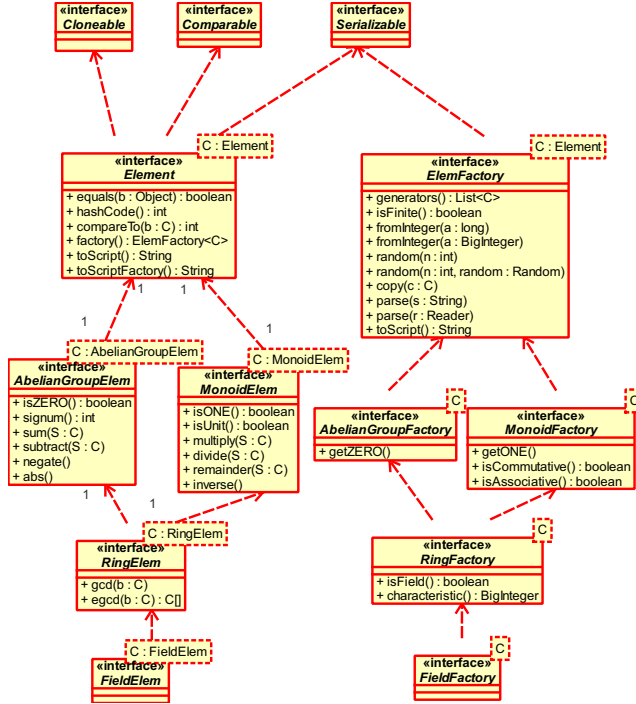 «interface»
Cloneable
«interface»
Comparable
«interface»
Serializable
C : Element
«interface»
Element
+ equals(b : Object) : boolean
+ hashCode() : int
+ compareTo(b : C) : int
+ factory() : ElemFactory<C>
+ toScript() : String
+ toScriptFactory() : String
C : Element
«interface»
ElemFactory
+ generators() : List<C>
+ isFinite() : boolean
+ fromInteger(a : long)
+ fromInteger(a : BigInteger)
+ random(n : int)
+ random(n : int, random : Random)
+ copy(c : C)
+ parse(s : String)
+ parse(r : Reader)
+ toScript() : String
1
1
1
1
C : AbelianGroupElem
«interface»
AbelianGroupElem
+ isZERO() : boolean
+ signum() : int
+ sum(S : C)
+ subtract(S : C)
+ negate()
+ abs()
C : MonoidElem
«interface»
MonoidElem
+ isONE() : boolean
+ isUnit() : boolean
+ multiply(S : C)
+ divide(S : C)
+ remainder(S : C)
+ inverse()
C
«interface»
AbelianGroupFactory
+ getZERO()
C
«interface»
MonoidFactory
+ getONE()
+ isCommutative() : boolean
+ isAssociative() : boolean
1
1
C : RingElem
«interface»
RingElem
+ gcd(b : C)
+ egcd(b : C) : C[]
C
«interface»
RingFactory
+ isField() : boolean
+ characteristic() : BigInteger
C : FieldElem
«interface»
FieldElem
C
«interface»
FieldFactory